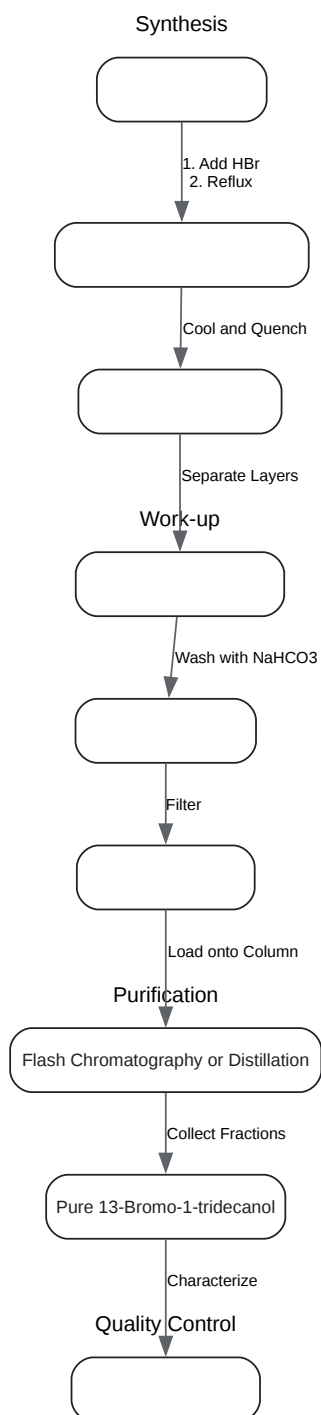 Synthesis
1. Add HBr
2. Reflux
Cool and Quench
Separate Layers
Work-up
Wash with NaHCO3
Filter
Load onto Column
Purification
Flash Chromatography or Distillation
Collect Fractions
Pure 13-Bromo-1-tridecanol
Characterize
Quality Control